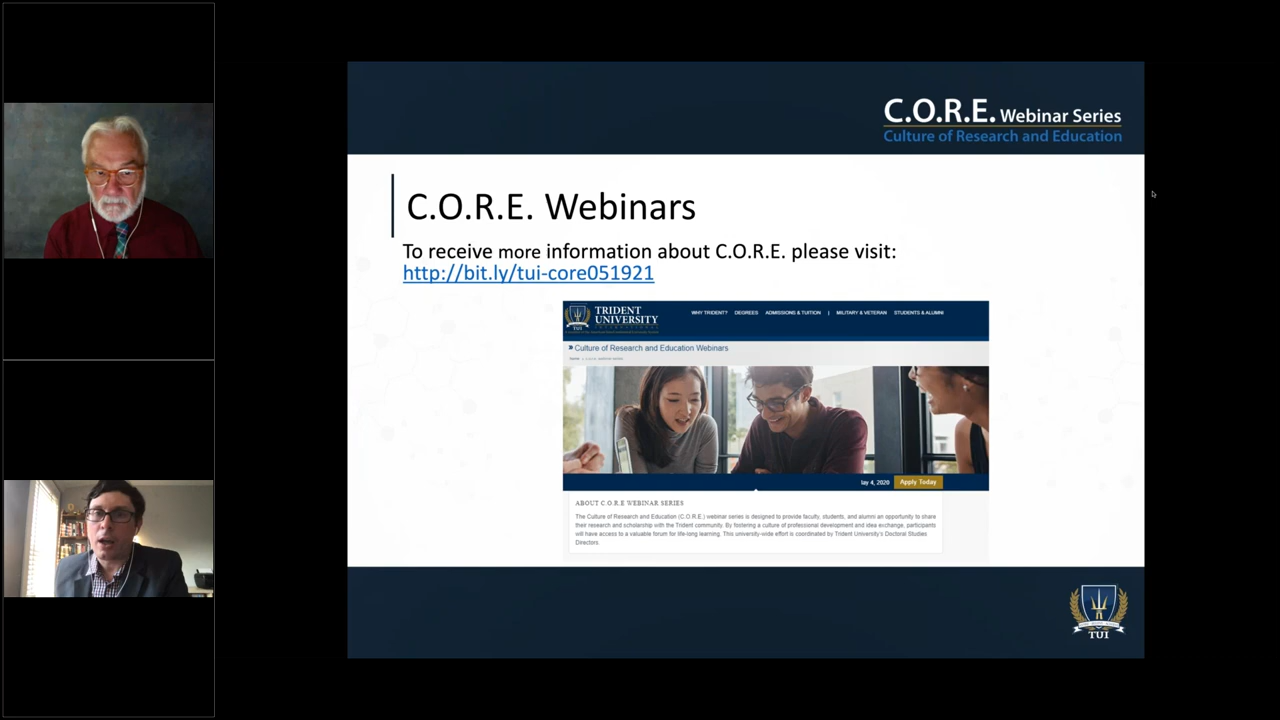 C.O.R.E. Webinar Series
Culture of Research and Education
C.O.R.E. Webinars
To receive more information about C.O.R.E. please visit:
http://bit.ly/tui-core051921
TRIDENT
UNIVERSITY
INTERNATIONAL
TUI
WHY TRIDENT? DEGREES ADMISSIONS & TUITION | MILITARY & VETERAN STUDENTS & ALUMNI
» Culture of Research and Education Webinars
lay 4, 2020 Apply Today
ABOUT C.O.R.E WEBINAR SERIES
The Culture of Research and Education (C.O.R.E.) webinar series is designed to provide faculty, students, and alumni an opportunity to share
their research and scholarship with the Trident community. By fostering a culture of professional development and idea exchange, participants
will have access to a valuable forum for life-long learning. This university-wide effort is coordinated by Trident University's Doctoral Studies
Directors.
TUI